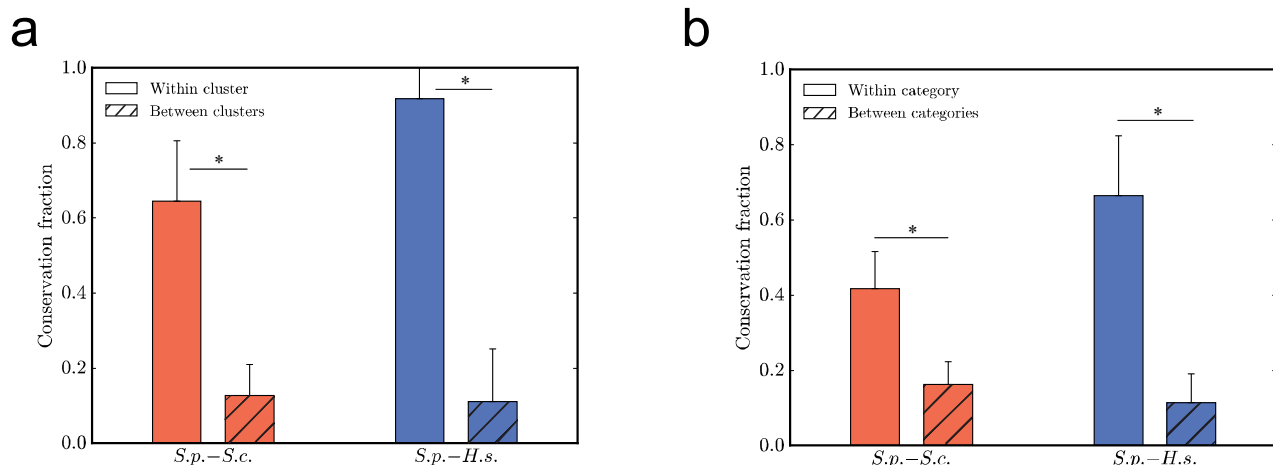 a
b
Within cluster
Between clusters
*
*
Conservation fraction
1.0
0.8
0.6
0.4
0.2
0.0
S.p.–S.c.
S.p.–H.s.
Within category
Between categories
*
*
Conservation fraction
1.0
0.8
0.6
0.4
0.2
0.0
S.p.–S.c.
S.p.–H.s.